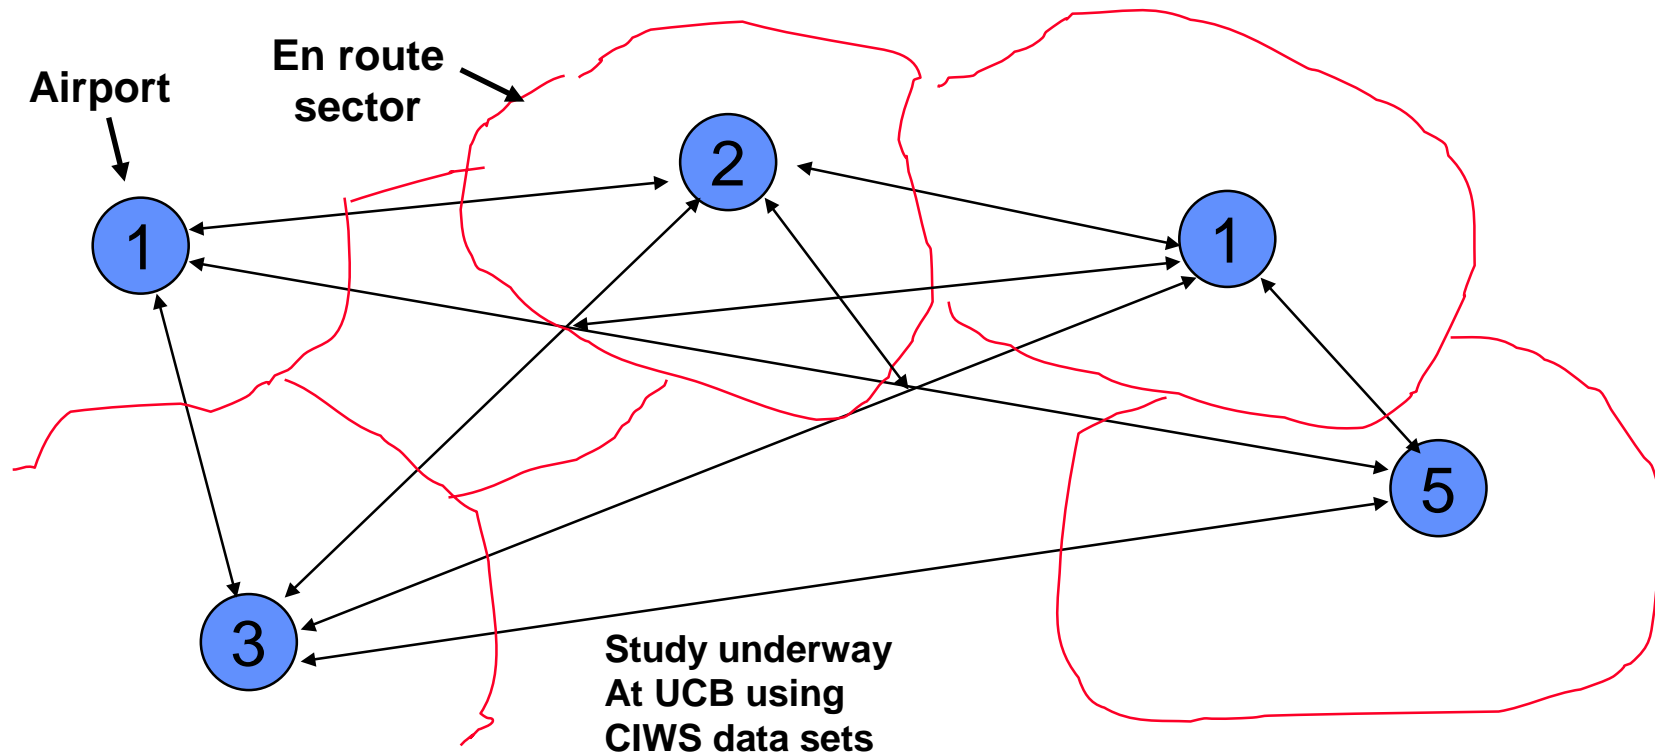 En route
sector
Airport
2
1
1
5
3
Study underway
At UCB using
CIWS data sets